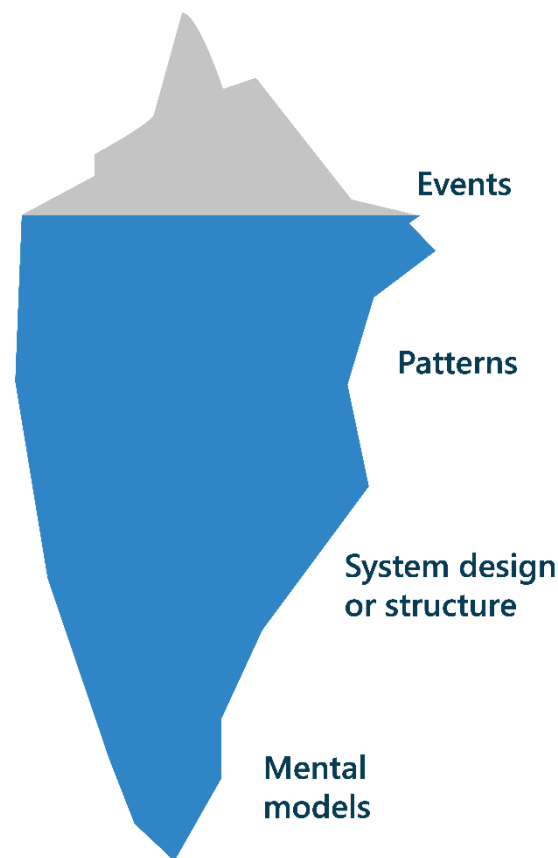 Events
Patterns
System design
or structure
Mental
models